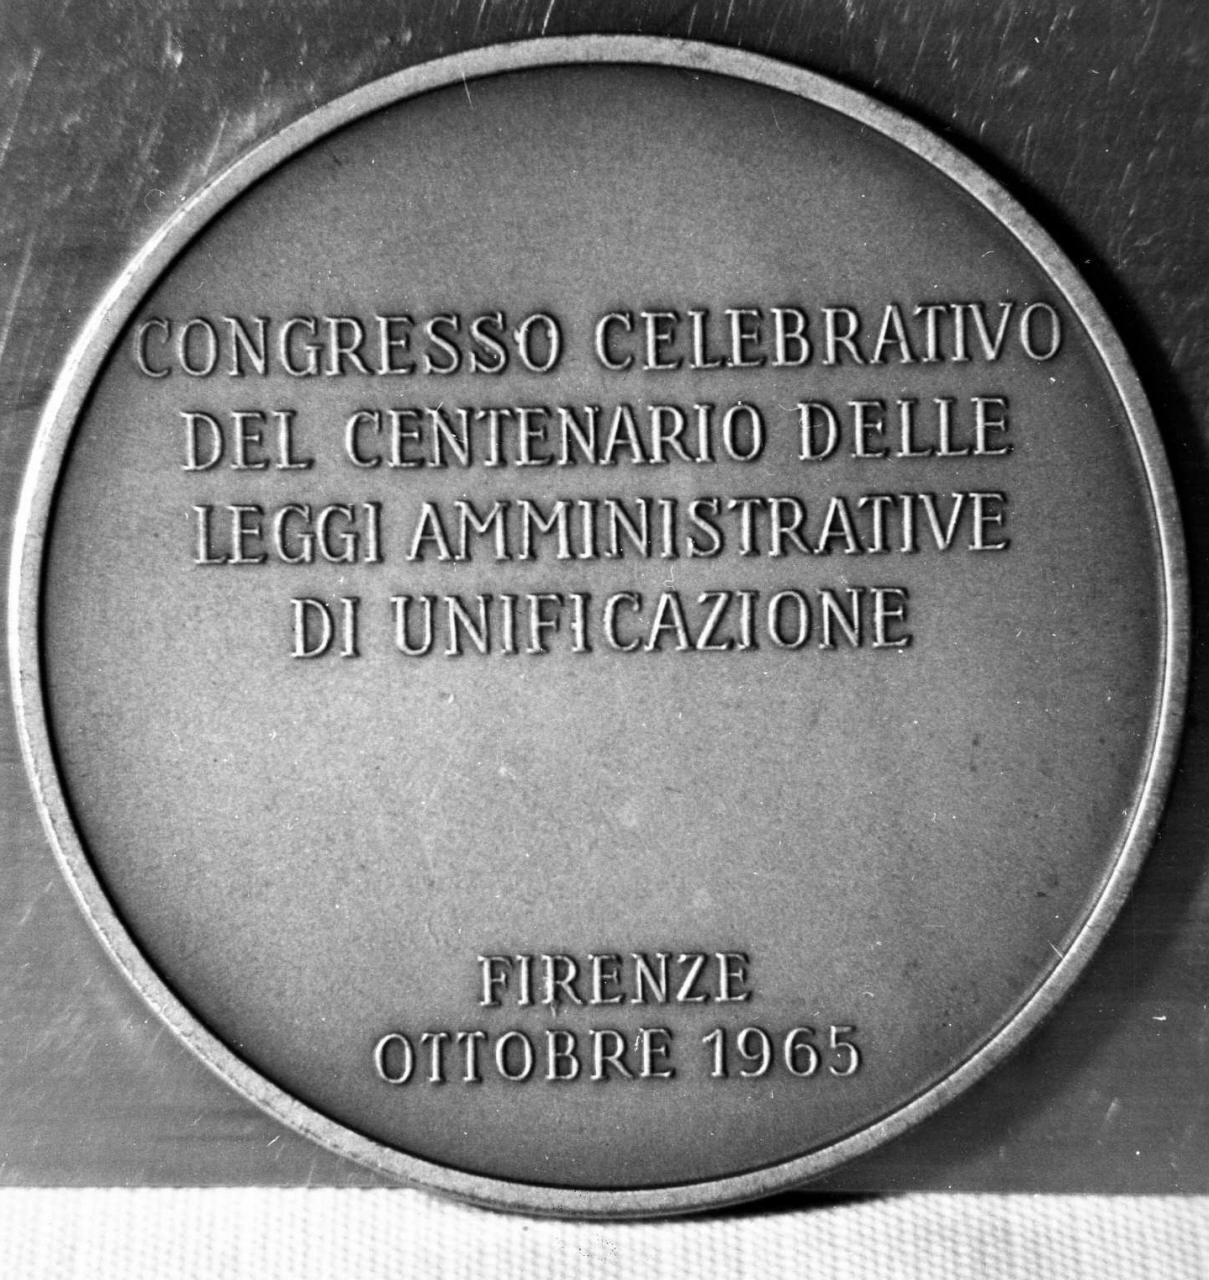 CONGRESSO CELEBRATIVO
DEL CENTENARIO DELLE
LEGGI AMMINISTRATIVE
DI UNIFICAZIONE
FIRENZE
OTTOBRE 1965